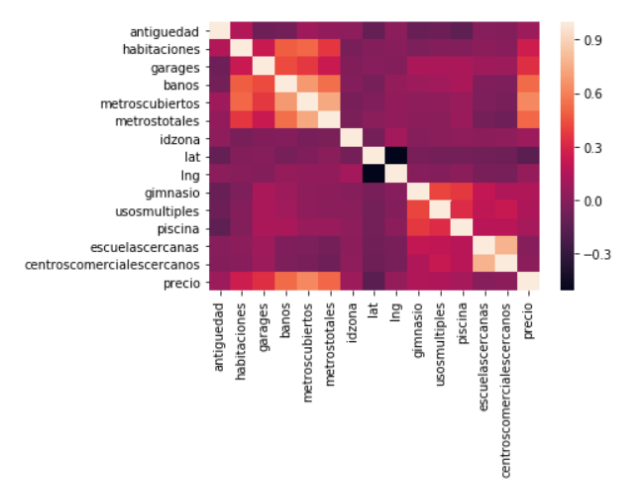 antiguedad
habitaciones
garages
banos
metroscubiertos
metrostotales
idzona
lat
lng
gimnasio
usosmultiples
piscina
escuelascercanas
centroscomercialescercanos
precio
antiguedad
habitaciones
garages
banos
metroscubiertos
metrostotales
idzona
lat
lng
gimnasio
usosmultiples
piscina
escuelascercanas
centroscomercialescercanos
precio
0.9
0.6
0.3
0.0
−0.3